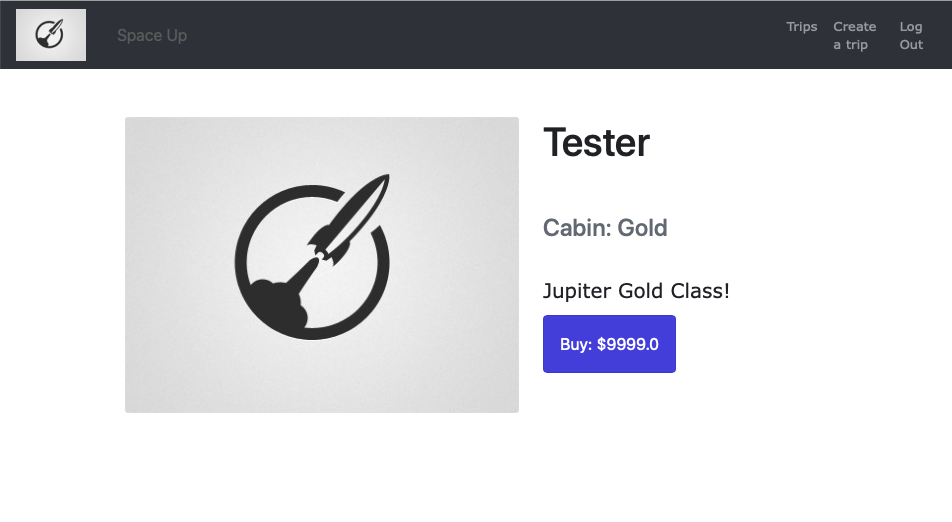 Space Up
Trips
Create
a trip
Log
Out
Tester
Cabin: Gold
Jupiter Gold Class!
Buy: $9999.0